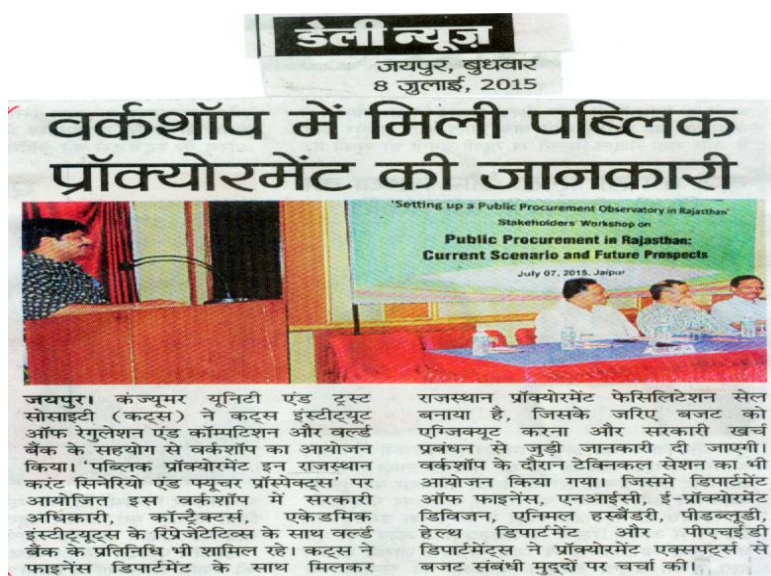 डेली न्यूज़
जयपुर, बुधवार
8 जुलाई, 2015
वर्कशॉप में मिली पब्लिक
प्रॉक्योरमेंट की जानकारी
'Setting up a Public Procurement Observatory in Rajasthan'
Stakeholders' Workshop on
Public Procurement in Rajasthan:
Current Scenario and Future Prospects
July 07, 2015, Jaipur
जयपुर। कंज्यूमर यूनिटी एंड ट्रस्ट
सोसाइटी (कट्स) ने कट्स इंस्टीट्यूट
ऑफ रेगुलेशन एंड कॉम्पटिशन और वर्ल्ड
बैंक के सहयोग से वर्कशॉप का आयोजन
किया। 'पब्लिक प्रॉक्योरमेंट इन राजस्थान
करंट सिनेरियो एंड फ्यूचर प्रॉस्पेक्ट्स' पर
आयोजित इस वर्कशॉप में सरकारी
अधिकारी, कॉन्ट्रैक्टर्स, एकेडमिक
इंस्टीट्यूट्स के रिप्रेजेंटेटिव्स के साथ वर्ल्ड
बैंक के प्रतिनिधि भी शामिल रहे। कट्स ने
फाइनेंस डिपार्टमेंट के साथ मिलकर
राजस्थान प्रॉक्योरमेंट फेसिलिटेशन सेल
बनाया है, जिसके जरिए बजट को
एग्जिक्यूट करना और सरकारी खर्च
प्रबंधन से जुड़ी जानकारी दी जाएगी।
वर्कशॉप के दौरान टेक्निकल सेशन का भी
आयोजन किया गया। जिसमे डिपार्टमेंट
ऑफ फाइनेंस, एनआईसी, ई-प्रॉक्योरमेंट
डिविजन, एनिमल हस्बैंडरी, पीडब्लूडी,
हेल्थ डिपार्टमेंट और पीएचईडी
डिपार्टमेंट्स ने प्रॉक्योरमेंट एक्सपर्ट्स से
बजट संबंधी मुद्दों पर चर्चा की।